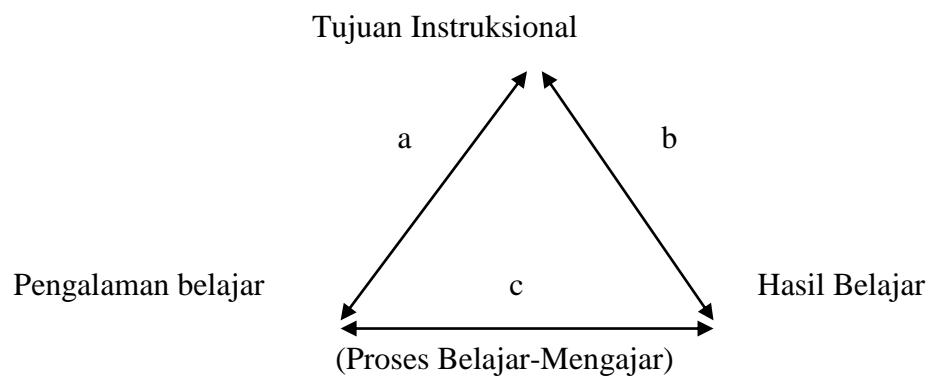 Tujuan Instruksional
a
b
Pengalaman belajar
c
Hasil Belajar
(Proses Belajar-Mengajar)